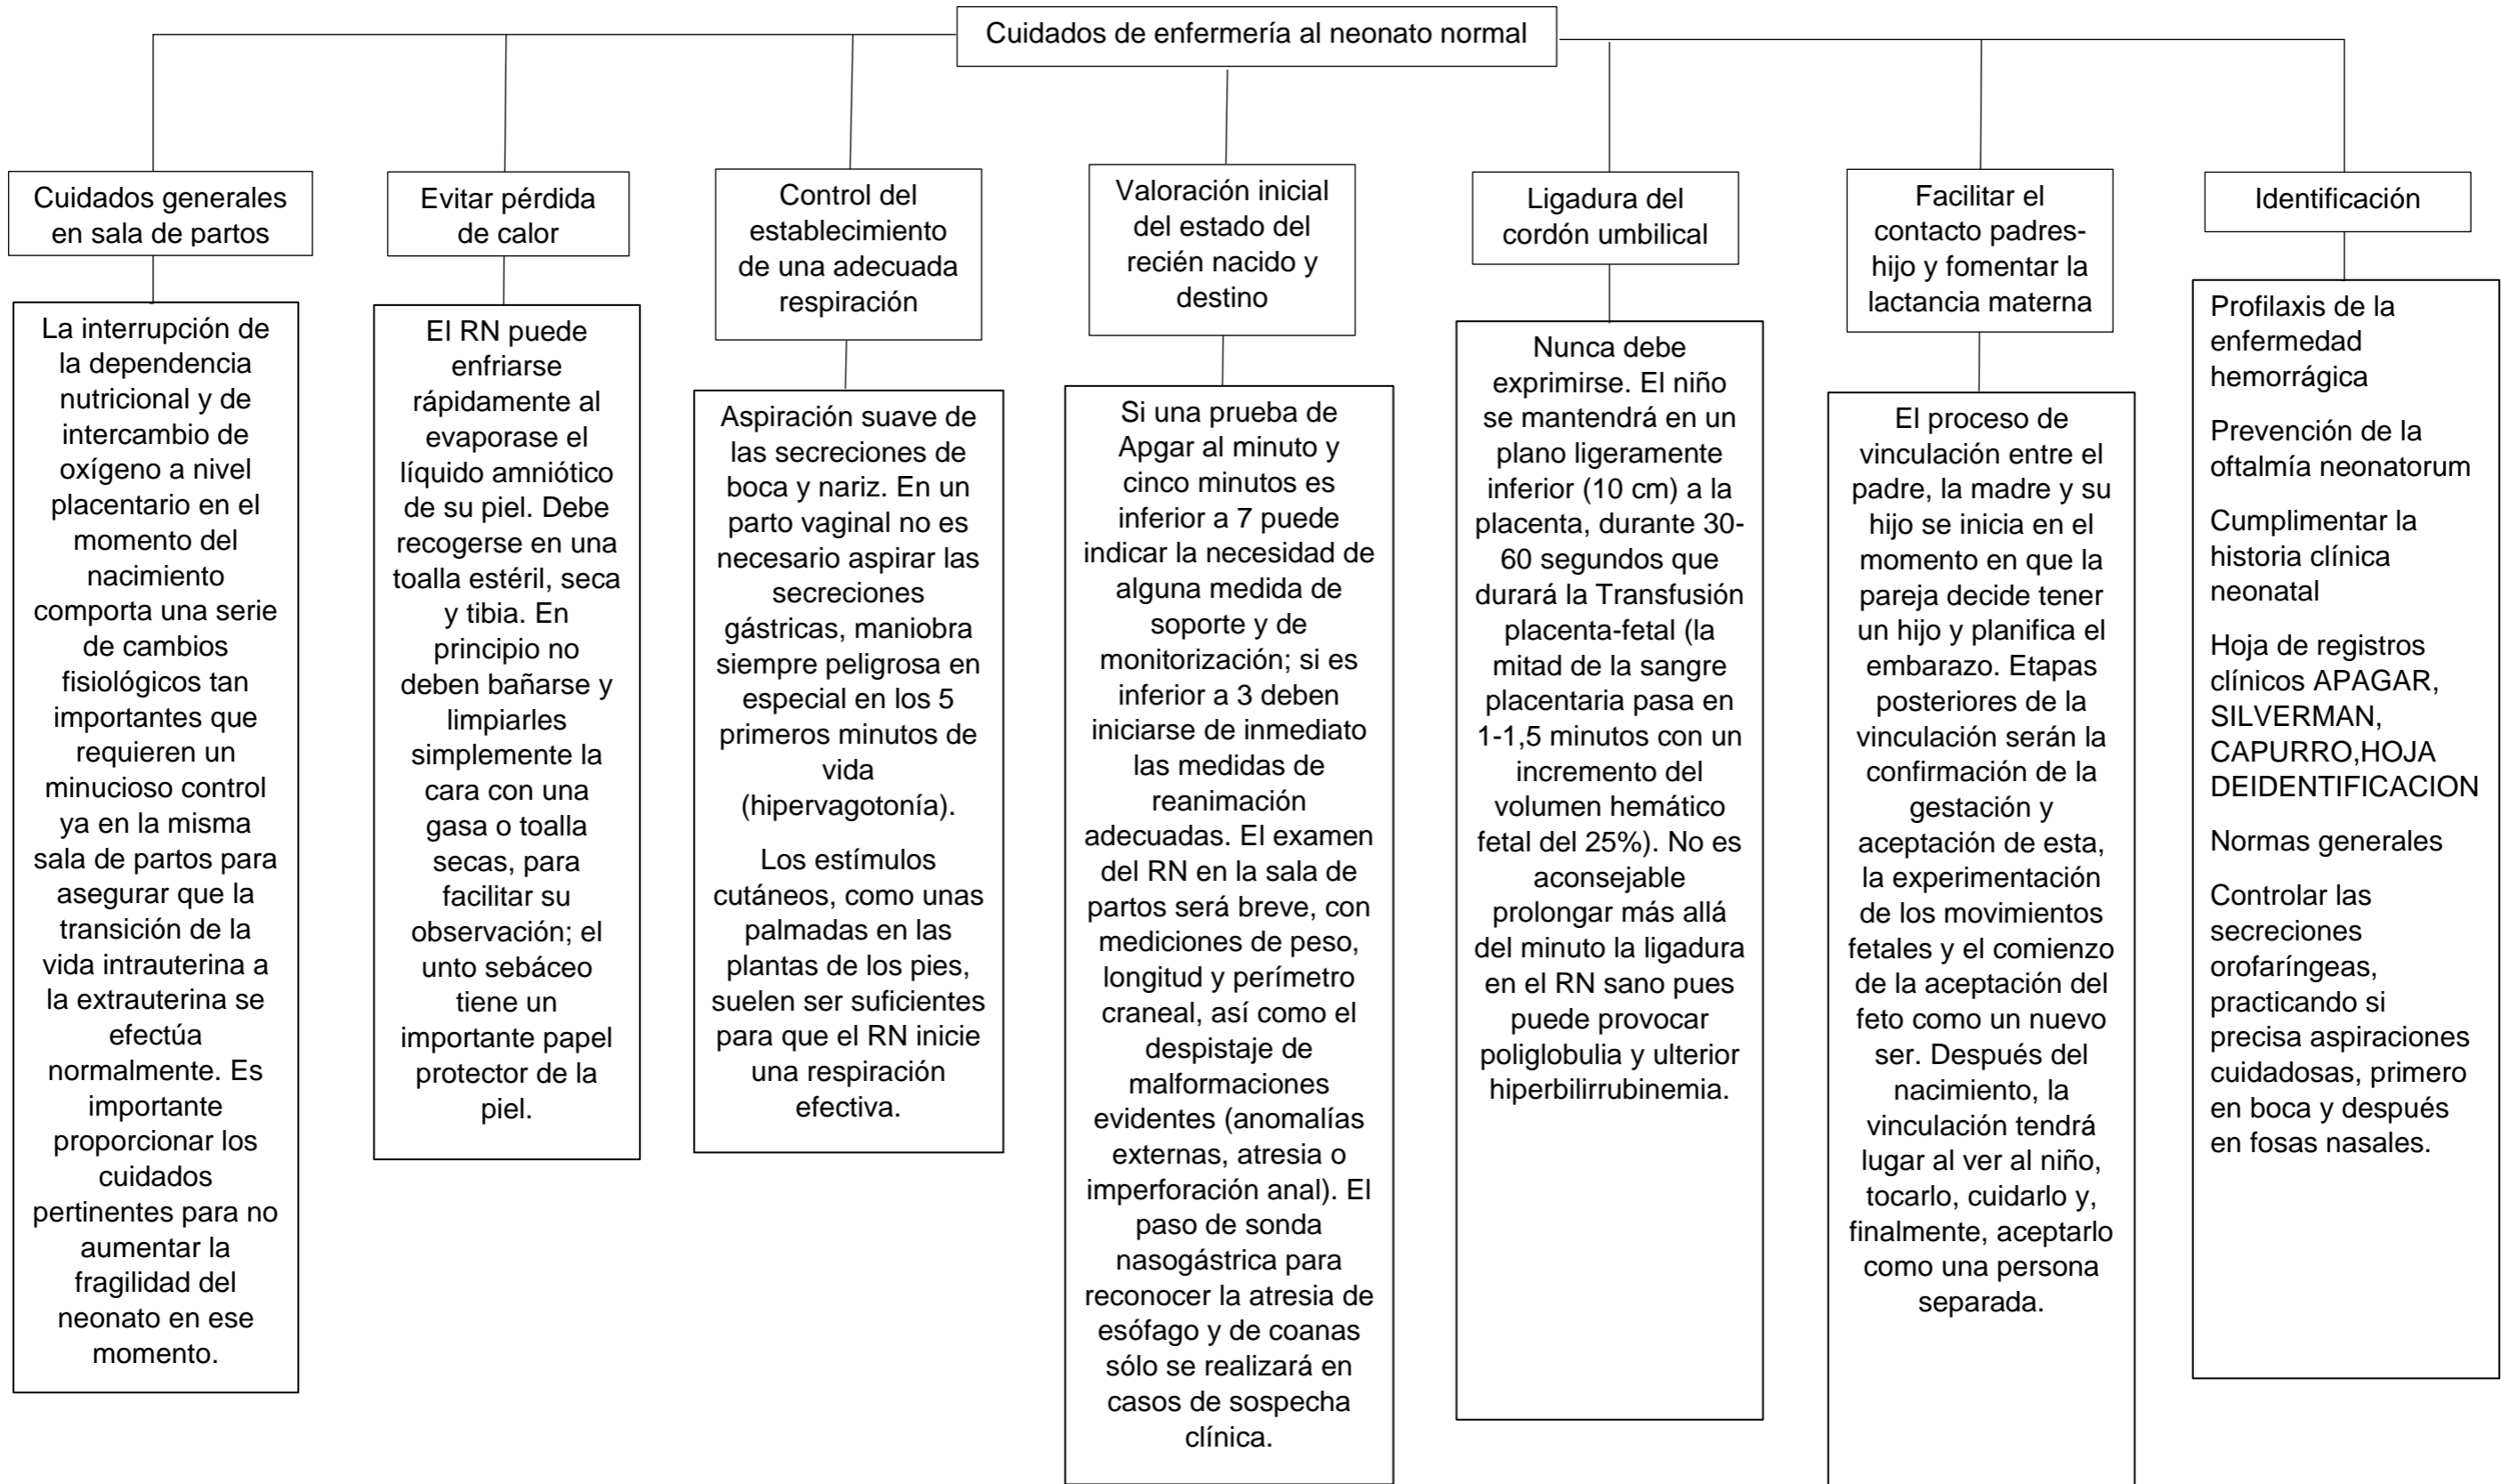 Cuidados de enfermería al neonato normal
Cuidados generales
en sala de partos
La interrupción de
la dependencia
nutricional y de
intercambio de
oxígeno a nivel
placentario en el
momento del
nacimiento
comporta una serie
de cambios
fisiológicos tan
importantes que
requieren un
minucioso control
ya en la misma
sala de partos para
asegurar que la
transición de la
vida intrauterina a
la extrauterina se
efectúa
normalmente. Es
importante
proporcionar los
cuidados
pertinentes para no
aumentar la
fragilidad del
neonato en ese
momento.
Evitar pérdida
de calor
El RN puede
enfriarse
rápidamente al
evaporase el
líquido amniótico
de su piel. Debe
recogerse en una
toalla estéril, seca
y tibia. En
principio no
deben bañarse y
limpiarles
simplemente la
cara con una
gasa o toalla
secas, para
facilitar su
observación; el
unto sebáceo
tiene un
importante papel
protector de la
piel.
Control del
establecimiento
de una adecuada
respiración
Aspiración suave de
las secreciones de
boca y nariz. En un
parto vaginal no es
necesario aspirar las
secreciones
gástricas, maniobra
siempre peligrosa en
especial en los 5
primeros minutos de
vida
(hipervagotonía).
Los estímulos
cutáneos, como unas
palmadas en las
plantas de los pies,
suelen ser suficientes
para que el RN inicie
una respiración
efectiva.
Valoración inicial
del estado del
recién nacido y
destino
Si una prueba de
Apgar al minuto y
cinco minutos es
inferior a 7 puede
indicar la necesidad de
alguna medida de
soporte y de
monitorización; si es
inferior a 3 deben
iniciarse de inmediato
las medidas de
reanimación
adecuadas. El examen
del RN en la sala de
partos será breve, con
mediciones de peso,
longitud y perímetro
craneal, así como el
despistaje de
malformaciones
evidentes (anomalías
externas, atresia o
imperforación anal). El
paso de sonda
nasogástrica para
reconocer la atresia de
esófago y de coanas
sólo se realizará en
casos de sospecha
clínica.
Ligadura del
cordón umbilical
Nunca debe
exprimirse. El niño
se mantendrá en un
plano ligeramente
inferior (10 cm) a la
placenta, durante 30-
60 segundos que
durará la Transfusión
placenta-fetal (la
mitad de la sangre
placentaria pasa en
1-1,5 minutos con un
incremento del
volumen hemático
fetal del 25%). No es
aconsejable
prolongar más allá
del minuto la ligadura
en el RN sano pues
puede provocar
poliglobulia y ulterior
hiperbilirrubinemia.
Facilitar el
contacto padres-
hijo y fomentar la
lactancia materna
El proceso de
vinculación entre el
padre, la madre y su
hijo se inicia en el
momento en que la
pareja decide tener
un hijo y planifica el
embarazo. Etapas
posteriores de la
vinculación serán la
confirmación de la
gestación y
aceptación de esta,
la experimentación
de los movimientos
fetales y el comienzo
de la aceptación del
feto como un nuevo
ser. Después del
nacimiento, la
vinculación tendrá
lugar al ver al niño,
tocarlo, cuidarlo y,
finalmente, aceptarlo
como una persona
separada.
Identificación
Profilaxis de la
enfermedad
hemorrágica
Prevención de la
oftalmía neonatorum
Cumplimentar la
historia clínica
neonatal
Hoja de registros
clínicos APAGAR,
SILVERMAN,
CAPURRO,HOJA
DEIDENTIFICACION
Normas generales
Controlar las
secreciones
orofaríngeas,
practicando si
precisa aspiraciones
cuidadosas, primero
en boca y después
en fosas nasales.